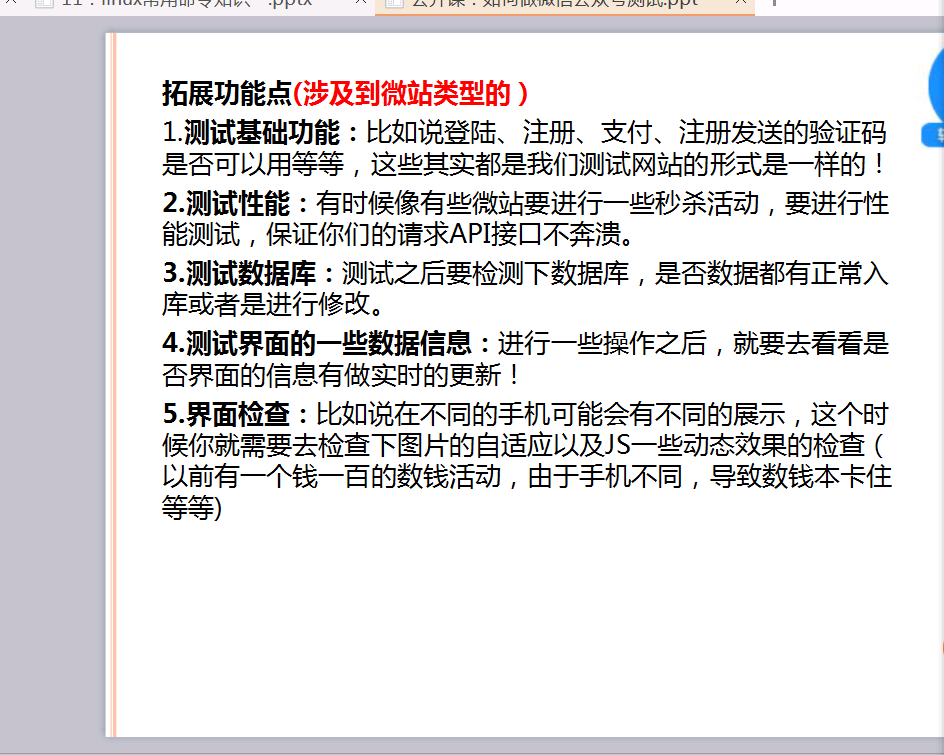 11：linux常用命令知识一.pptx
公开课：如何做微信公众号测试.ppt
拓展功能点(涉及到微站类型的）
1.测试基础功能：比如说登陆、注册、支付、注册发送的验证码
是否可以用等等，这些其实都是我们测试网站的形式是一样的！
2.测试性能：有时候像有些微站要进行一些秒杀活动，要进行性
能测试，保证你们的请求API接口不奔溃。
3.测试数据库：测试之后要检测下数据库，是否数据都有正常入
库或者是进行修改。
4.测试界面的一些数据信息：进行一些操作之后，就要去看看是
否界面的信息有做实时的更新！
5.界面检查：比如说在不同的手机可能会有不同的展示，这个时
候你就需要去检查下图片的自适应以及JS一些动态效果的检查（
以前有一个钱一百的数钱活动，由于手机不同，导致数钱本卡住
等等)